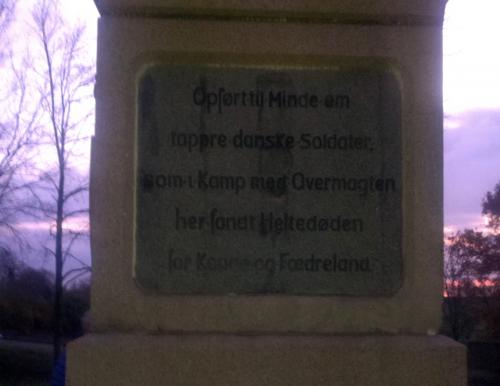 Opført til Minde om
tappre danske Soldater,
som i Kamp med Overmagten
her fandt Heltedøden
for Konge og Fædreland.